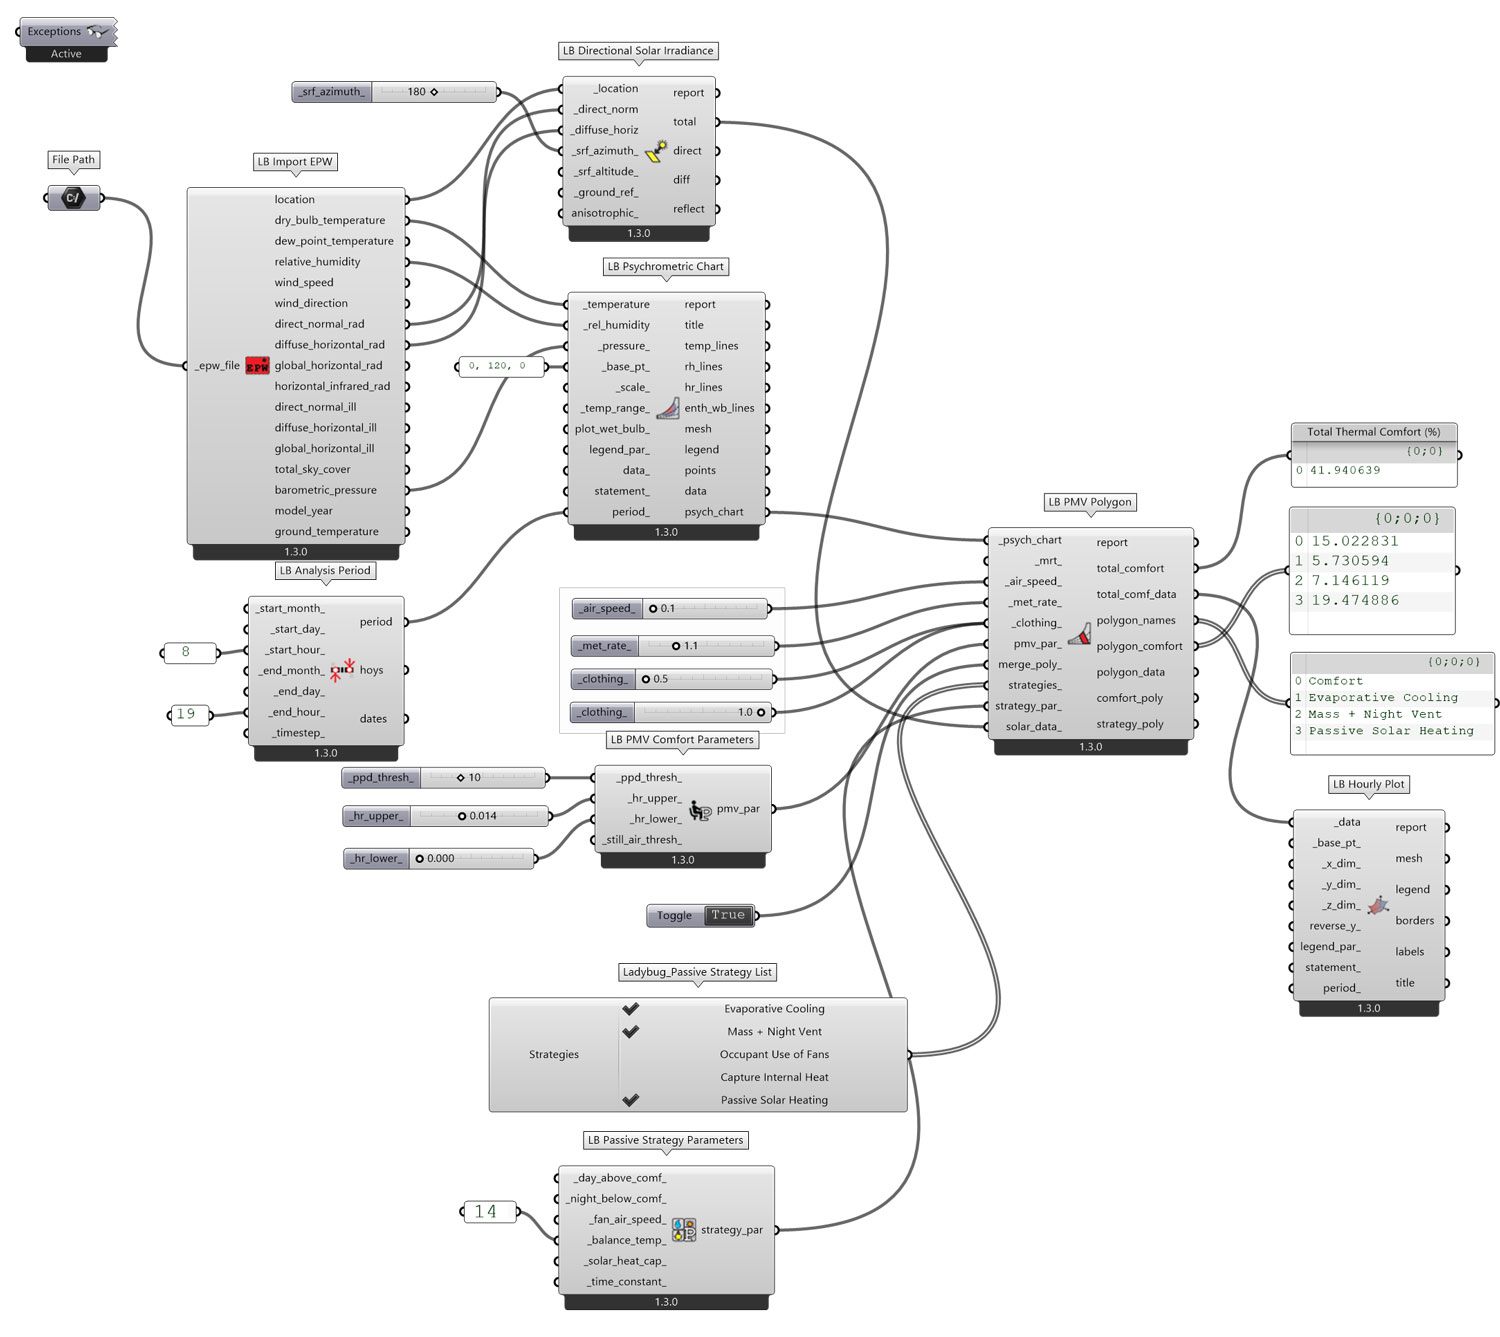 Exceptions
Active
LB Directional Solar Irradiance
_srf_azimuth_ 180
_location
_direct_norm
_diffuse_horiz
_srf_azimuth_
_srf_altitude_
_ground_ref_
anisotrophic_
report
total
direct
diff
reflect
1.3.0
File Path
C:/
LB Import EPW
_epw_file
EPW
location
dry_bulb_temperature
dew_point_temperature
relative_humidity
wind_speed
wind_direction
direct_normal_rad
diffuse_horizontal_rad
global_horizontal_rad
horizontal_infrared_rad
direct_normal_ill
diffuse_horizontal_ill
global_horizontal_ill
total_sky_cover
barometric_pressure
model_year
ground_temperature
1.3.0
LB Psychrometric Chart
0, 120, 0
_temperature
_rel_humidity
_pressure_
_base_pt_
_scale_
_temp_range_
plot_wet_bulb_
legend_par_
data_
statement_
period_
report
title
temp_lines
rh_lines
hr_lines
enth_wb_lines
mesh
legend
points
data
psych_chart
1.3.0
LB Analysis Period
8
19
_start_month_
_start_day_
_start_hour_
_end_month_
_end_day_
_end_hour_
_timestep_
period
hoys
dates
1.3.0
_air_speed_ 0.1
_met_rate_ 1.1
_clothing_ 0.5
_clothing_ 1.0
LB PMV Comfort Parameters
_ppd_thresh_ 10
_hr_upper_ 0.014
_hr_lower_ 0.000
_ppd_thresh_
_hr_upper_
_hr_lower_
_still_air_thresh_
pmv_par
1.3.0
Toggle True
Ladybug_Passive Strategy List
Strategies
Evaporative Cooling
Mass + Night Vent
Occupant Use of Fans
Capture Internal Heat
Passive Solar Heating
LB Passive Strategy Parameters
14
_day_above_comf_
_night_below_comf_
_fan_air_speed_
_balance_temp_
_solar_heat_cap_
_time_constant_
strategy_par
1.3.0
LB PMV Polygon
_psych_chart
_mrt_
_air_speed_
_met_rate_
_clothing_
pmv_par_
merge_poly_
strategies_
strategy_par_
solar_data_
report
total_comfort
total_comf_data
polygon_names
polygon_comfort
polygon_data
comfort_poly
strategy_poly
1.3.0
Total Thermal Comfort (%)
{0;0}
0 41.940639
{0;0;0}
0 15.022831
1 5.730594
2 7.146119
3 19.474886
{0;0;0}
0 Comfort
1 Evaporative Cooling
2 Mass + Night Vent
3 Passive Solar Heating
LB Hourly Plot
_data
_base_pt_
_x_dim_
_y_dim_
_z_dim_
reverse_y_
legend_par_
statement_
period_
report
mesh
legend
borders
labels
title
1.3.0